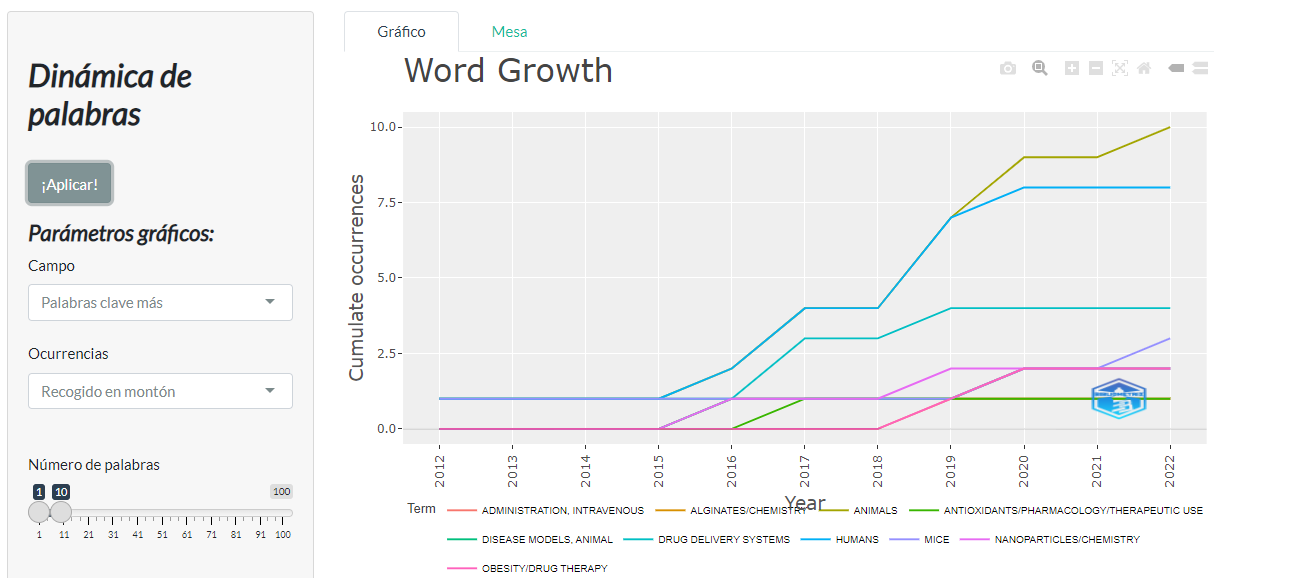 Dinámica de
palabras
¡Aplicar!
Parámetros gráficos:
Campo
Palabras clave más
Ocurrencias
Recogido en montón
Número de palabras
1 10 100
1 11 21 31 41 51 61 71 81 91 100
Gráfico Mesa
Word Growth
Cumulate occurrences
10.0
7.5
5.0
2.5
0.0
2012 2013 2014 2015 2016 2017 2018 2019 2020 2021 2022
Year
Term ADMINISTRATION, INTRAVENOUS ALGINATES/CHEMISTRY ANIMALS ANTIOXIDANTS/PHARMACOLOGY/THERAPEUTIC USE
DISEASE MODELS, ANIMAL DRUG DELIVERY SYSTEMS HUMANS MICE NANOPARTICLES/CHEMISTRY
OBESITY/DRUG THERAPY